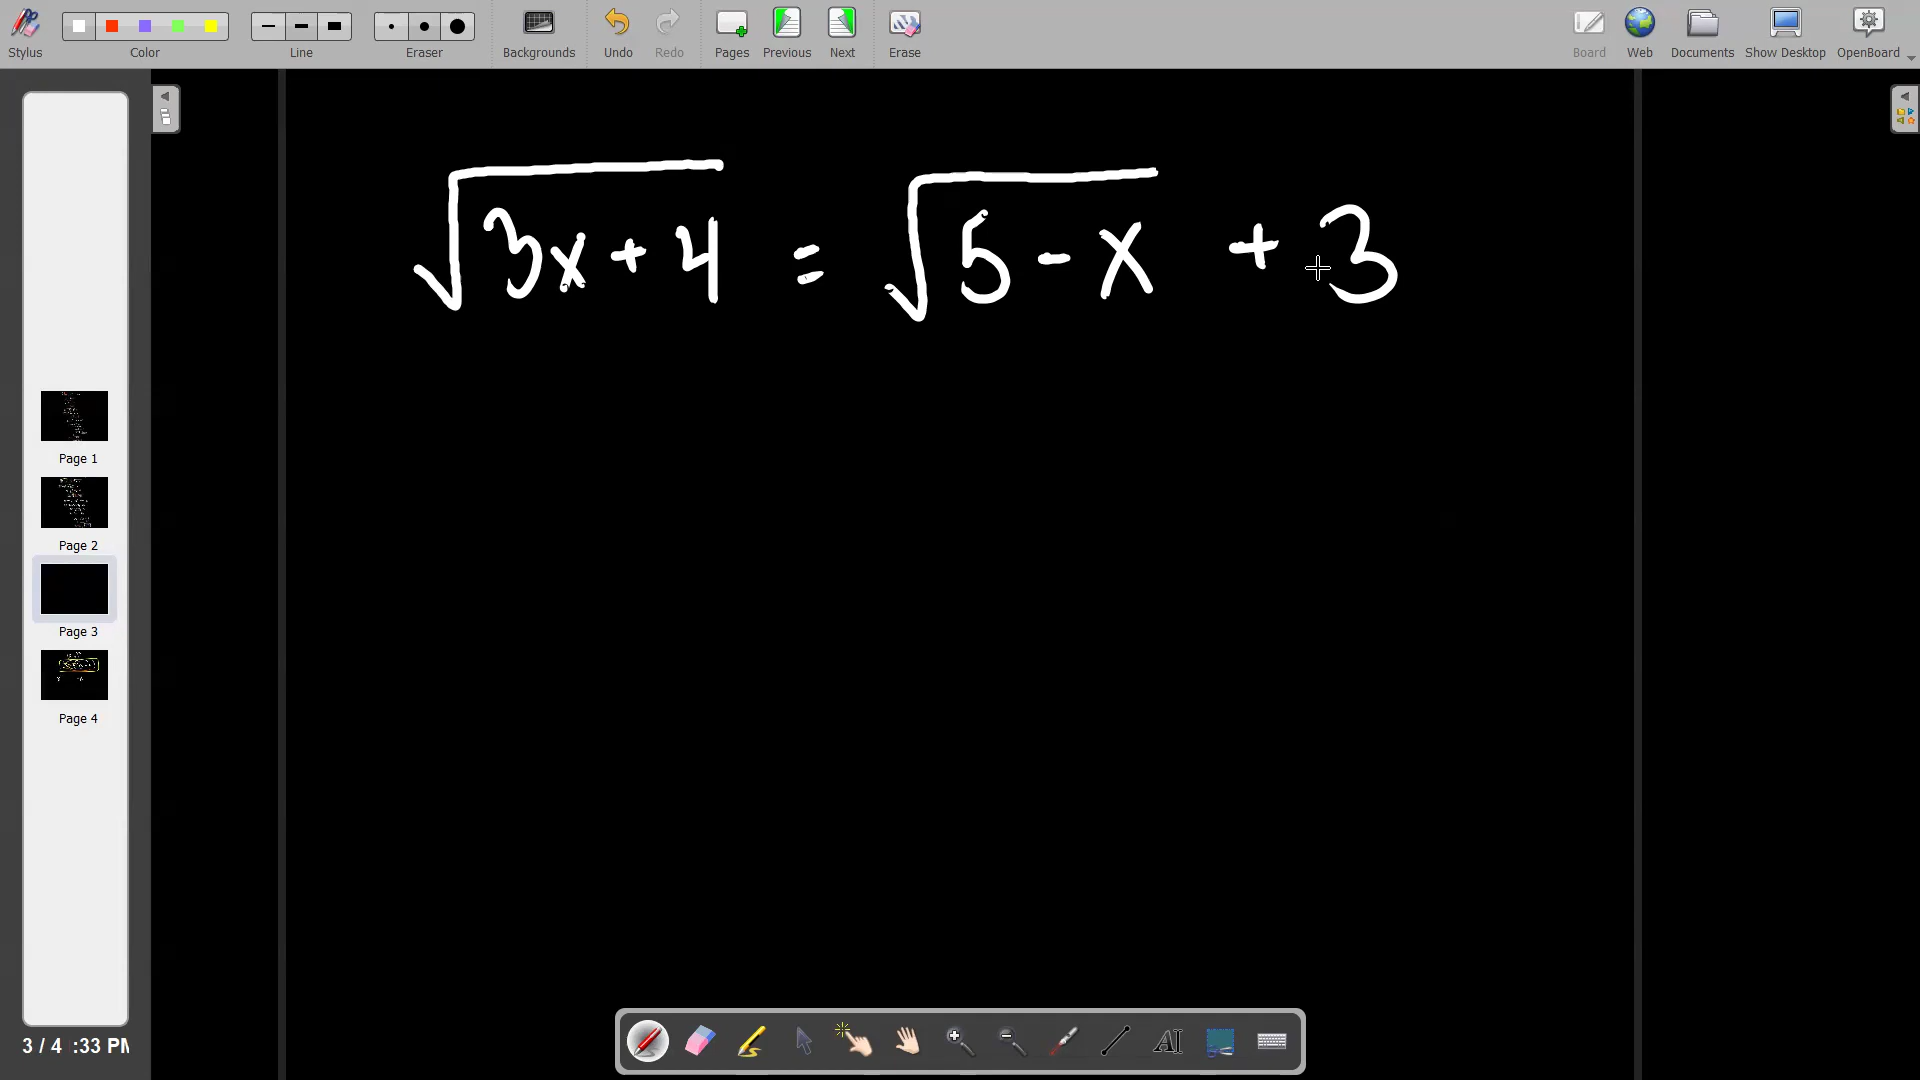 Stylus Color Line Eraser Backgrounds Undo Redo Pages Previous Next Erase Board Web Documents Show Desktop OpenBoard
√3x + 4 = √5 - x + 3
Page 1
Page 2
Page 3
Page 4
3 / 4 :33 PM